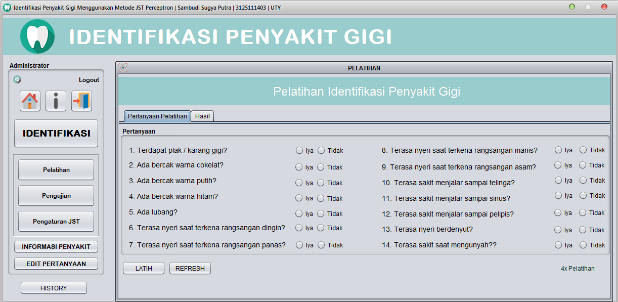 Identifikasi Penyakit Gigi Menggunakan Metode JST Perceptron | Sambudi Sugya Putra | 3125111403 | UTY
IDENTIFIKASI PENYAKIT GIGI
Administrator
Logout
IDENTIFIKASI
Pelatihan
Pengujian
Pengaturan JST
INFORMASI PENYAKIT
EDIT PERTANYAAN
HISTORY
PELATIHAN
Pelatihan Identifikasi Penyakit Gigi
Pertanyaan Pelatihan Hasil
Pertanyaan
1. Terdapat plak / karang gigi? Iya Tidak
2. Ada bercak warna cokelat? Iya Tidak
3. Ada bercak warna putih? Iya Tidak
4. Ada bercak warna hitam? Iya Tidak
5. Ada lubang? Iya Tidak
6. Terasa nyeri saat terkena rangsangan dingin? Iya Tidak
7. Terasa nyeri saat terkena rangsangan panas? Iya Tidak
8. Terasa nyeri saat terkena rangsangan manis? Iya Tidak
9. Terasa nyeri saat terkena rangsangan asam? Iya Tidak
10. Terasa sakit menjalar sampai telinga? Iya Tidak
11. Terasa sakit menjalar sampai sinus? Iya Tidak
12. Terasa sakit menjalar sampai pelipis? Iya Tidak
13. Terasa nyeri berdenyut? Iya Tidak
14. Terasa sakit saat mengunyah?? Iya Tidak
LATIH REFRESH 4x Pelatihan